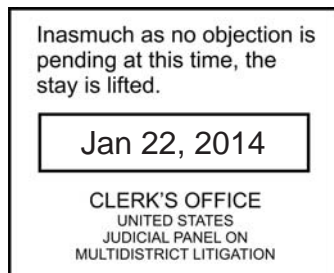 Inasmuch as no objection is
pending at this time, the
stay is lifted.
Jan 22, 2014
CLERK'S OFFICE
UNITED STATES
JUDICIAL PANEL ON
MULTIDISTRICT LITIGATION